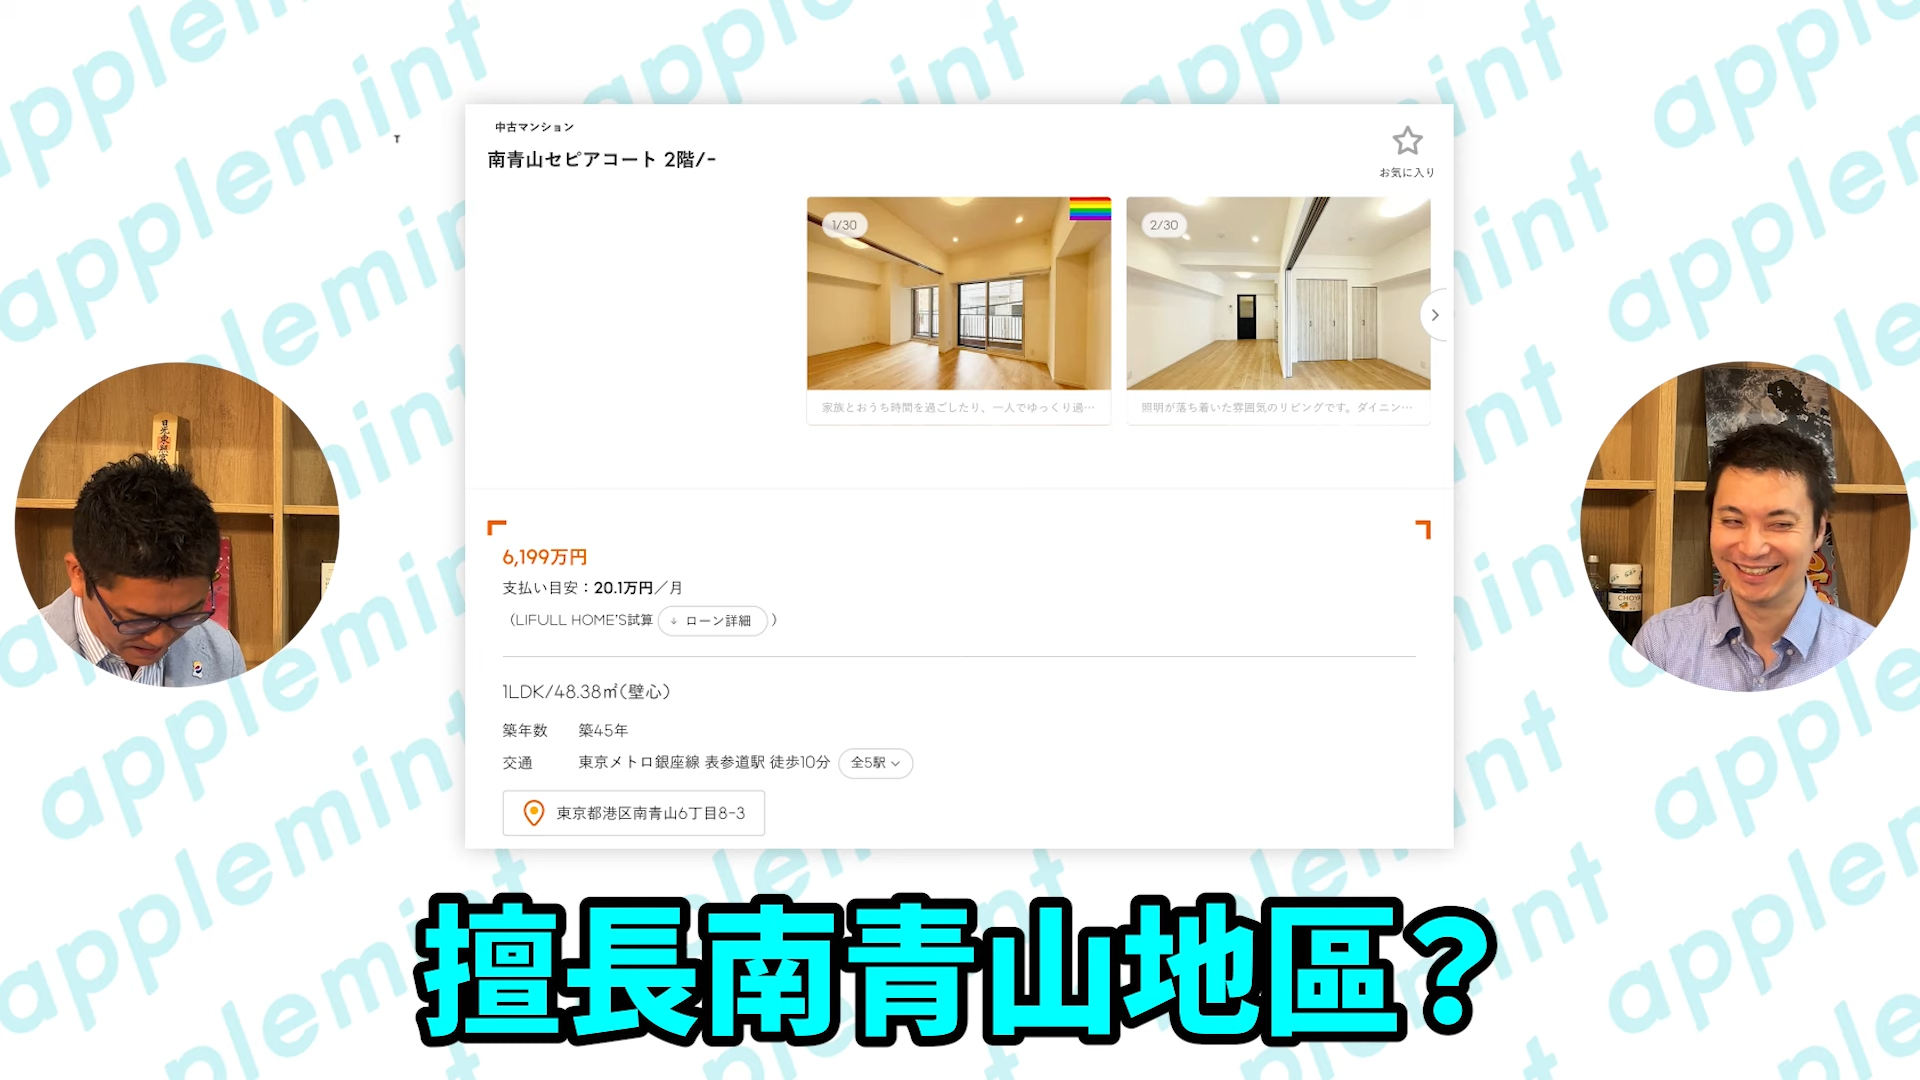 applemint
中古マンション
南青山セピアコート 2階/-
お気に入り
1/30
2/30
家族とおうち時間を過ごしたり、一人でゆっくり過…
照明が落ち着いた雰囲気のリビングです。ダイニン…
6,199万円
支払い目安：20.1万円／月
（LIFULL HOME'S試算 ↓ ローン詳細 ）
1LDK/48.38㎡（壁心）
築年数 築45年
交通 東京メトロ銀座線 表参道駅 徒歩10分 全5駅
東京都港区南青山6丁目8-3
日光東照宮
CHOYA
擅長南青山地區？